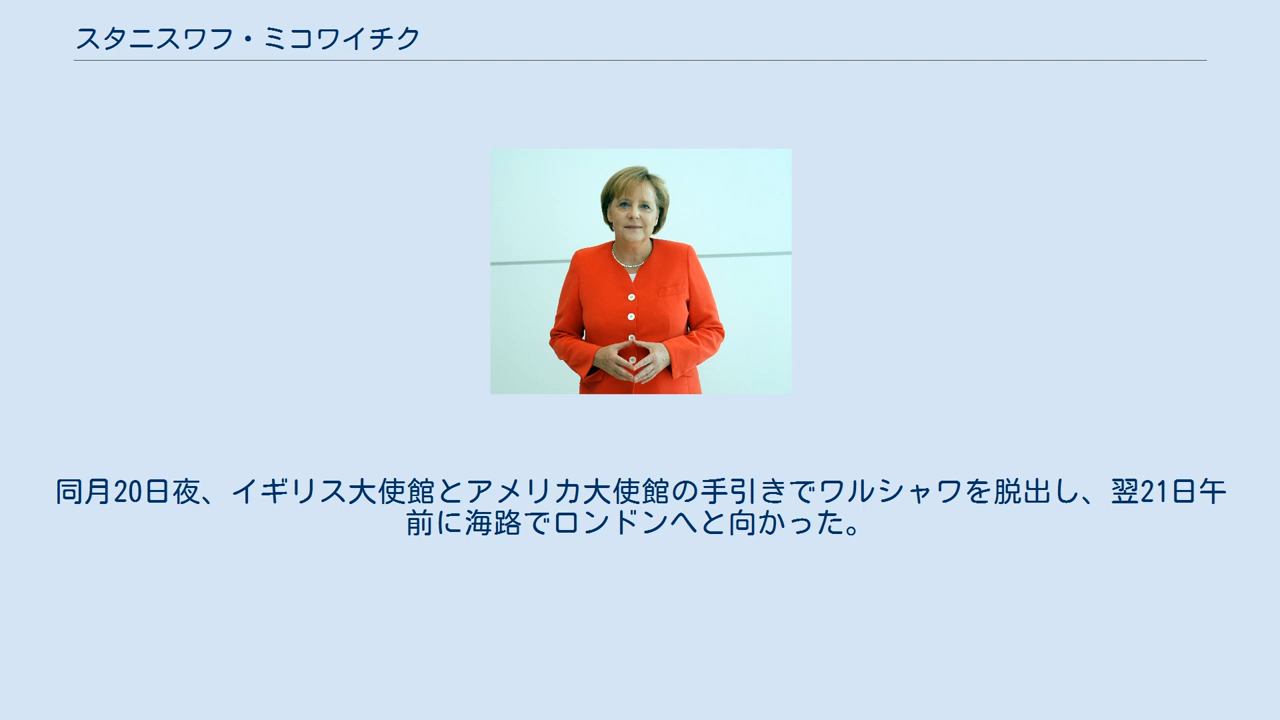 スタニスワフ・ミコワイチク
同月20日夜、イギリス大使館とアメリカ大使館の手引きでワルシャワを脱出し、翌21日午
前に海路でロンドンへと向かった。